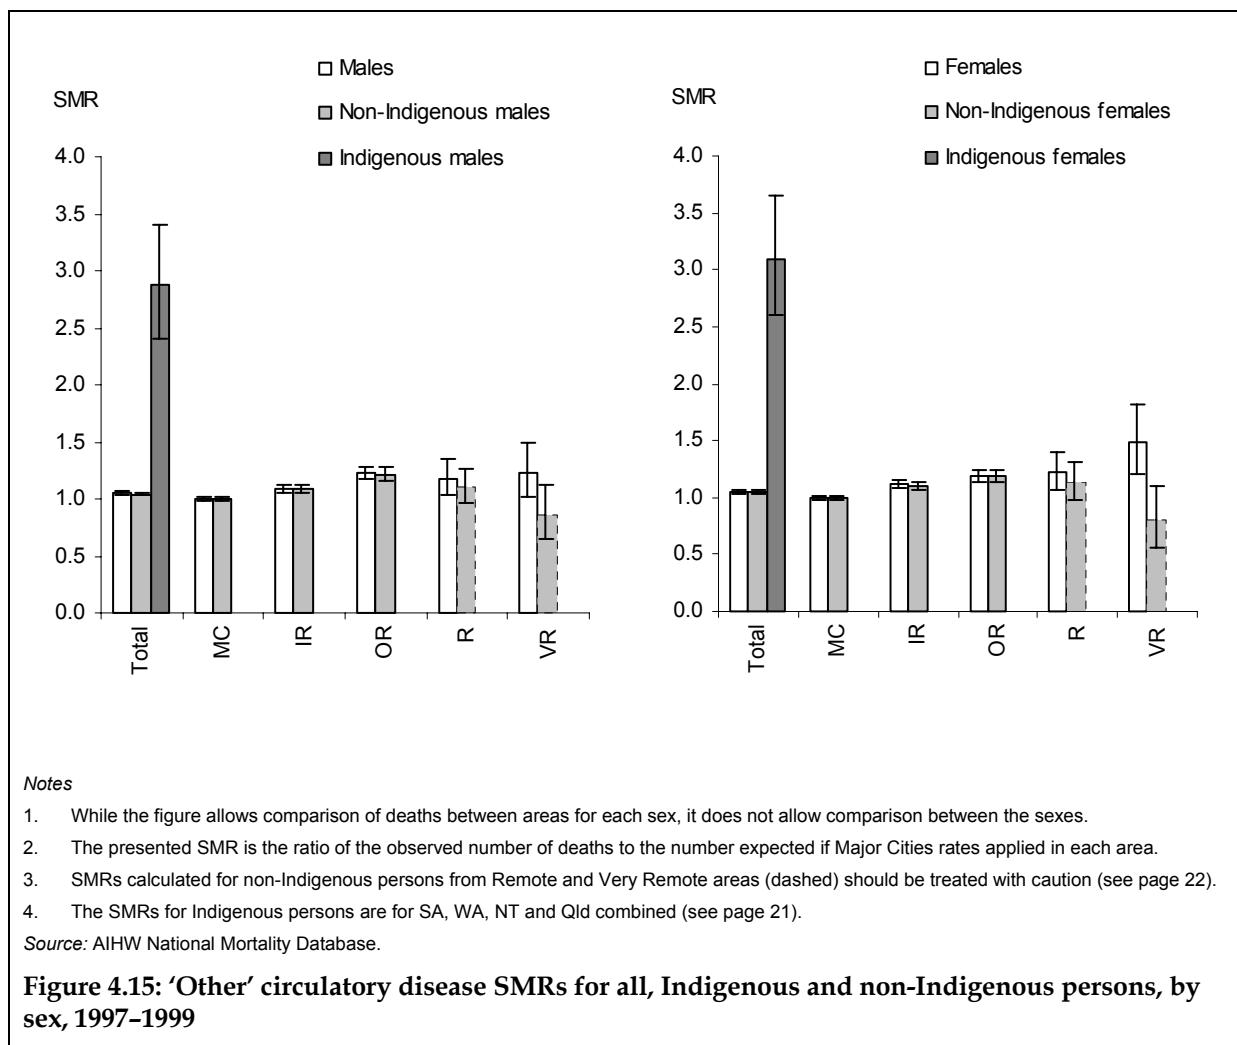 SMR
Males
Non-Indigenous males
Indigenous males
4.0
3.5
3.0
2.5
2.0
1.5
1.0
0.5
0.0
Total
MC
IR
OR
R
VR
SMR
Females
Non-Indigenous females
Indigenous females
4.0
3.5
3.0
2.5
2.0
1.5
1.0
0.5
0.0
Total
MC
IR
OR
R
VR
Notes
1. While the figure allows comparison of deaths between areas for each sex, it does not allow comparison between the sexes.
2. The presented SMR is the ratio of the observed number of deaths to the number expected if Major Cities rates applied in each area.
3. SMRs calculated for non-Indigenous persons from Remote and Very Remote areas (dashed) should be treated with caution (see page 22).
4. The SMRs for Indigenous persons are for SA, WA, NT and Qld combined (see page 21).
Source: AIHW National Mortality Database.
Figure 4.15: ‘Other’ circulatory disease SMRs for all, Indigenous and non-Indigenous persons, by
sex, 1997–1999